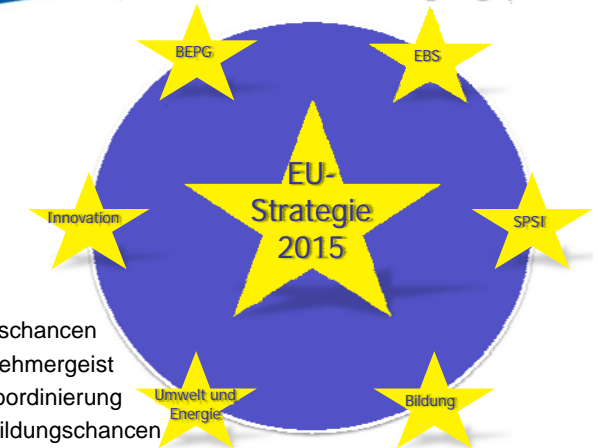 BEPG
EBS
EU-
Strategie
2015
Innovation
SPSI
schancen
ehmergeist
oordinierung
ildungschancen
Umwelt und
Energie
Bildung